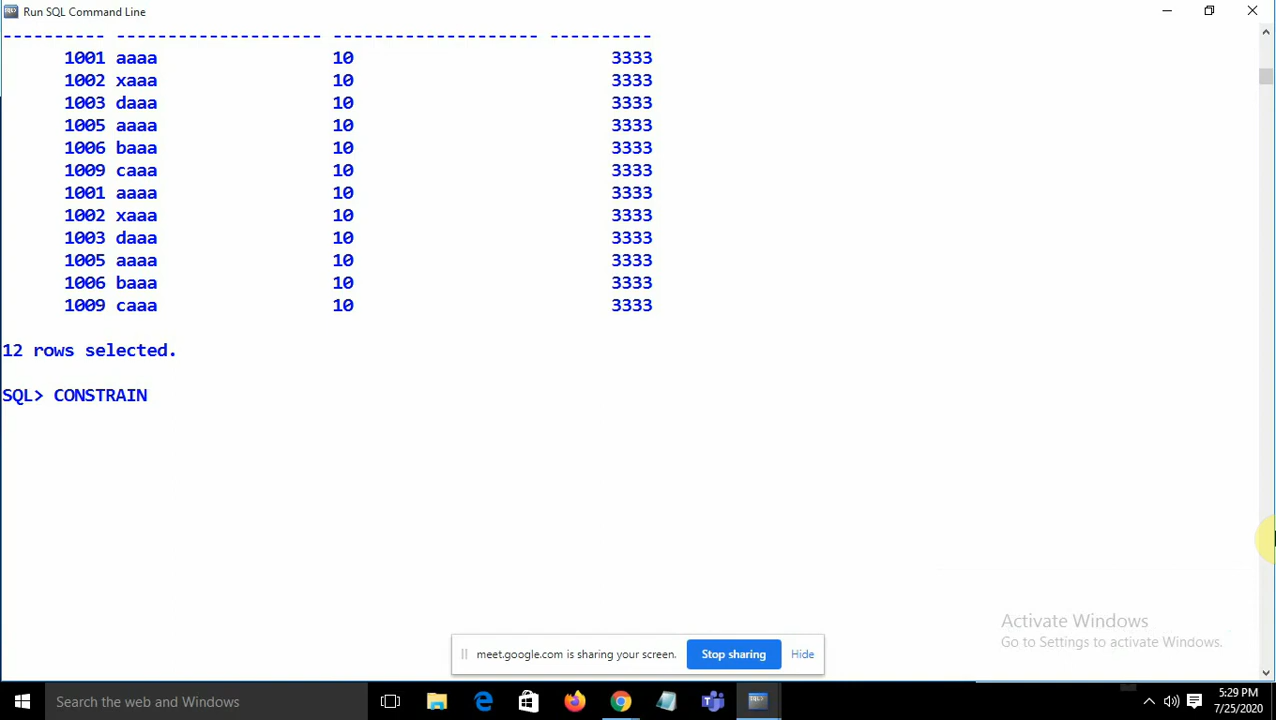 Run SQL Command Line
---------- -------------------- -------------------- ----------
1001 aaaa 10 3333
1002 xaaa 10 3333
1003 daaa 10 3333
1005 aaaa 10 3333
1006 baaa 10 3333
1009 caaa 10 3333
1001 aaaa 10 3333
1002 xaaa 10 3333
1003 daaa 10 3333
1005 aaaa 10 3333
1006 baaa 10 3333
1009 caaa 10 3333
12 rows selected.
SQL> CONSTRAIN
Activate Windows
Go to Settings to activate Windows.
meet.google.com is sharing your screen. Stop sharing Hide
Search the web and Windows
5:29 PM
7/25/2020